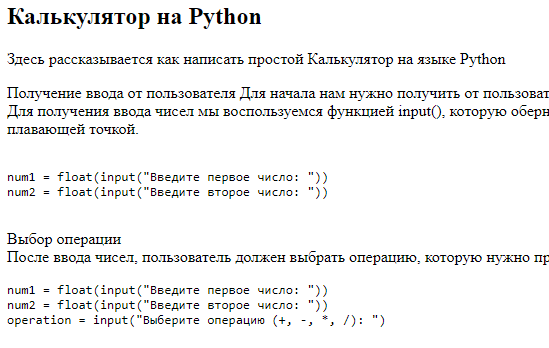 Калькулятор на Python
Здесь рассказывается как написать простой Калькулятор на языке Python
Получение ввода от пользователя Для начала нам нужно получить от
Для получения ввода чисел мы воспользуемся функцией input(), которую
плавающей точкой.
num1 = float(input("Введите первое число: "))
num2 = float(input("Введите второе число: "))
Выбор операции
После ввода чисел, пользователь должен выбрать операцию, которую нужно
num1 = float(input("Введите первое число: "))
num2 = float(input("Введите второе число: "))
operation = input("Выберите операцию (+, -, *, /): ")